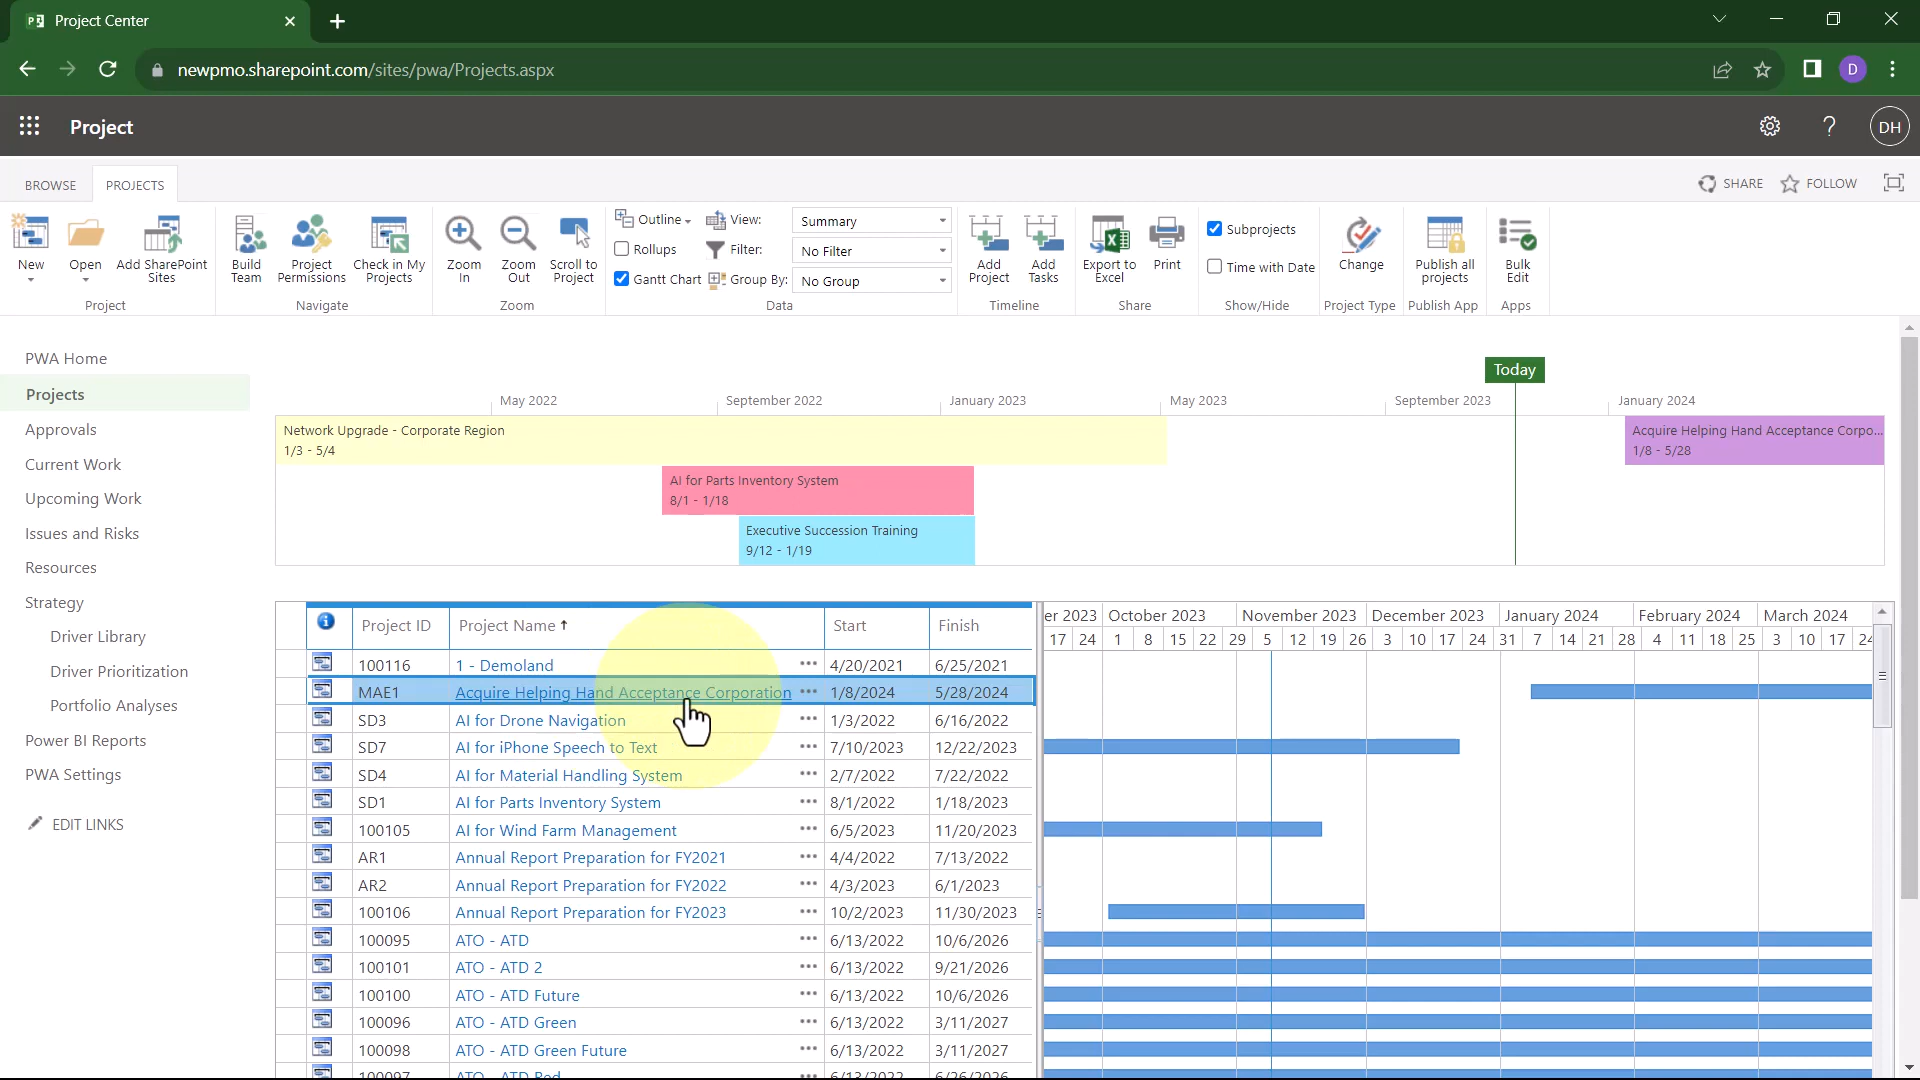 Project Center
newpmo.sharepoint.com/sites/pwa/Projects.aspx
D
Project
?
DH
BROWSE
PROJECTS
SHARE
FOLLOW
New
Open
Add SharePoint
Sites
Project
Build
Team
Project
Permissions
Check in My
Projects
Navigate
Zoom
In
Zoom
Out
Scroll to
Project
Zoom
Outline
Rollups
Gantt Chart
View:
Summary
Filter:
No Filter
Group By:
No Group
Data
Add
Project
Add
Tasks
Timeline
Export to
Excel
Print
Share
Subprojects
Time with Date
Show/Hide
Change
Project Type
Publish all
projects
Publish App
Bulk
Edit
Apps
PWA Home
Projects
Approvals
Current Work
Upcoming Work
Issues and Risks
Resources
Strategy
Driver Library
Driver Prioritization
Portfolio Analyses
Power BI Reports
PWA Settings
EDIT LINKS
Today
May 2022
September 2022
January 2023
May 2023
September 2023
January 2024
Network Upgrade - Corporate Region
1/3 - 5/4
AI for Parts Inventory System
8/1 - 1/18
Executive Succession Training
9/12 - 1/19
Acquire Helping Hand Acceptance Corpo...
1/8 - 5/28
Project ID Project Name Start Finish
100116 1 - Demoland ... 4/20/2021 6/25/2021
MAE1 Acquire Helping Hand Acceptance Corporation ... 1/8/2024 5/28/2024
SD3 AI for Drone Navigation ... 1/3/2022 6/16/2022
SD7 AI for iPhone Speech to Text ... 7/10/2023 12/22/2023
SD4 AI for Material Handling System ... 2/7/2022 7/22/2022
SD1 AI for Parts Inventory System ... 8/1/2022 1/18/2023
100105 AI for Wind Farm Management ... 6/5/2023 11/20/2023
AR1 Annual Report Preparation for FY2021 ... 4/4/2022 7/13/2022
AR2 Annual Report Preparation for FY2022 ... 4/3/2023 6/1/2023
100106 Annual Report Preparation for FY2023 ... 10/2/2023 11/30/2023
100095 ATO - ATD ... 6/13/2022 10/6/2026
100101 ATO - ATD 2 ... 6/13/2022 9/21/2026
100100 ATO - ATD Future ... 6/13/2022 10/6/2026
100096 ATO - ATD Green ... 6/13/2022 3/11/2027
100098 ATO - ATD Green Future ... 6/13/2022 3/11/2027
100097 ATO - ATD Red ... 6/13/2022 6/26/2026
er 2023 October 2023 November 2023 December 2023 January 2024 February 2024 March 2024
17 24 1 8 15 22 29 5 12 19 26 3 10 17 24 31 7 14 21 28 4 11 18 25 3 10 17 24